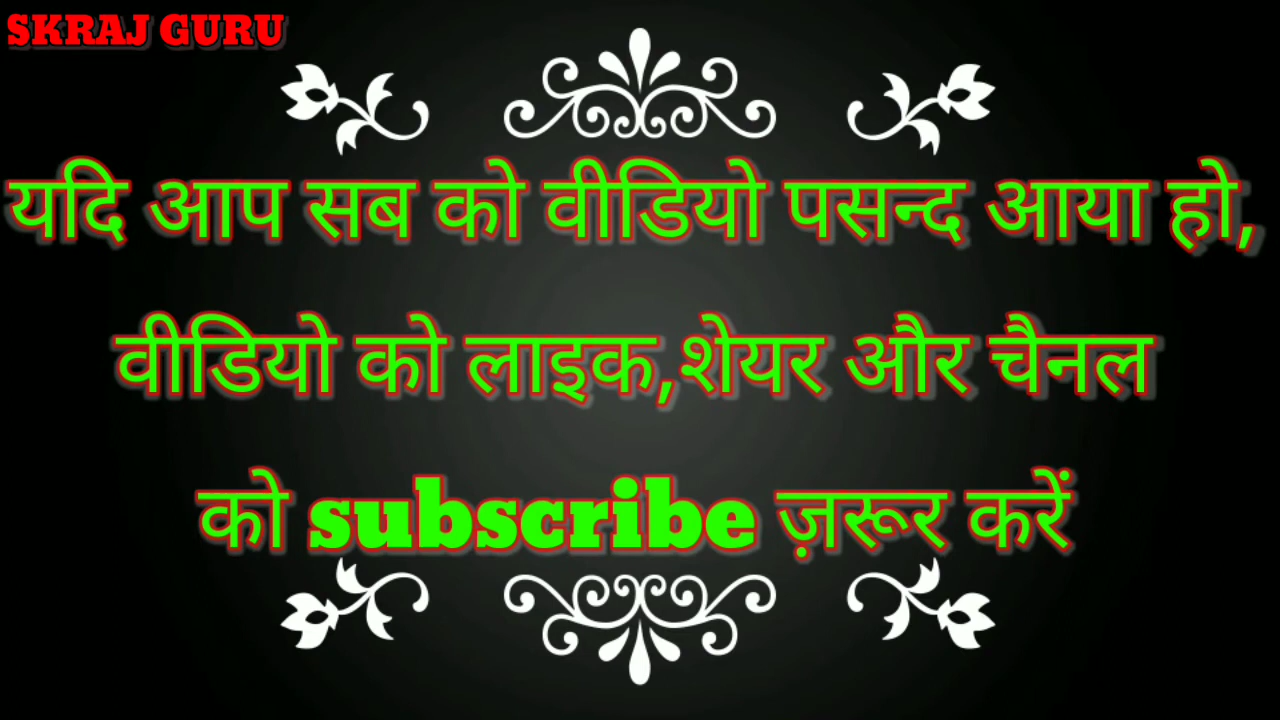 SKRAJ GURU
यदि आप सब को वीडियो पसन्द आया हो,
वीडियो को लाइक,शेयर और चैनल
को subscribe ज़रूर करें